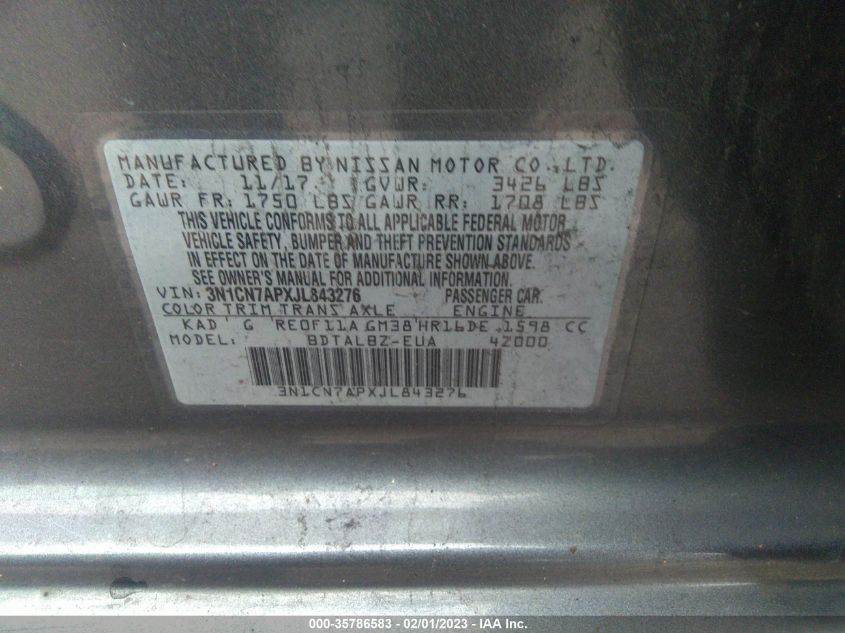 MANUFACTURED BY NISSAN MOTOR CO.,LTD.
DATE: 11/17 GVWR: 3426 LBS
GAWR FR: 1750 LBS GAWR RR: 1708 LBS
THIS VEHICLE CONFORMS TO ALL APPLICABLE FEDERAL MOTOR
VEHICLE SAFETY, BUMPER AND THEFT PREVENTION STANDARDS
IN EFFECT ON THE DATE OF MANUFACTURE SHOWN ABOVE.
SEE OWNER'S MANUAL FOR ADDITIONAL INFORMATION.
VIN: 3N1CN7APXJL843276 PASSENGER CAR
COLOR TRIM TRANS AXLE ENGINE
KAD G RE0F11A GM38 HR16DE 1598 CC
MODEL: BDTALBZ-EUA 42000
3N1CN7APXJL843276
000-35786583 - 02/01/2023 - IAA Inc.